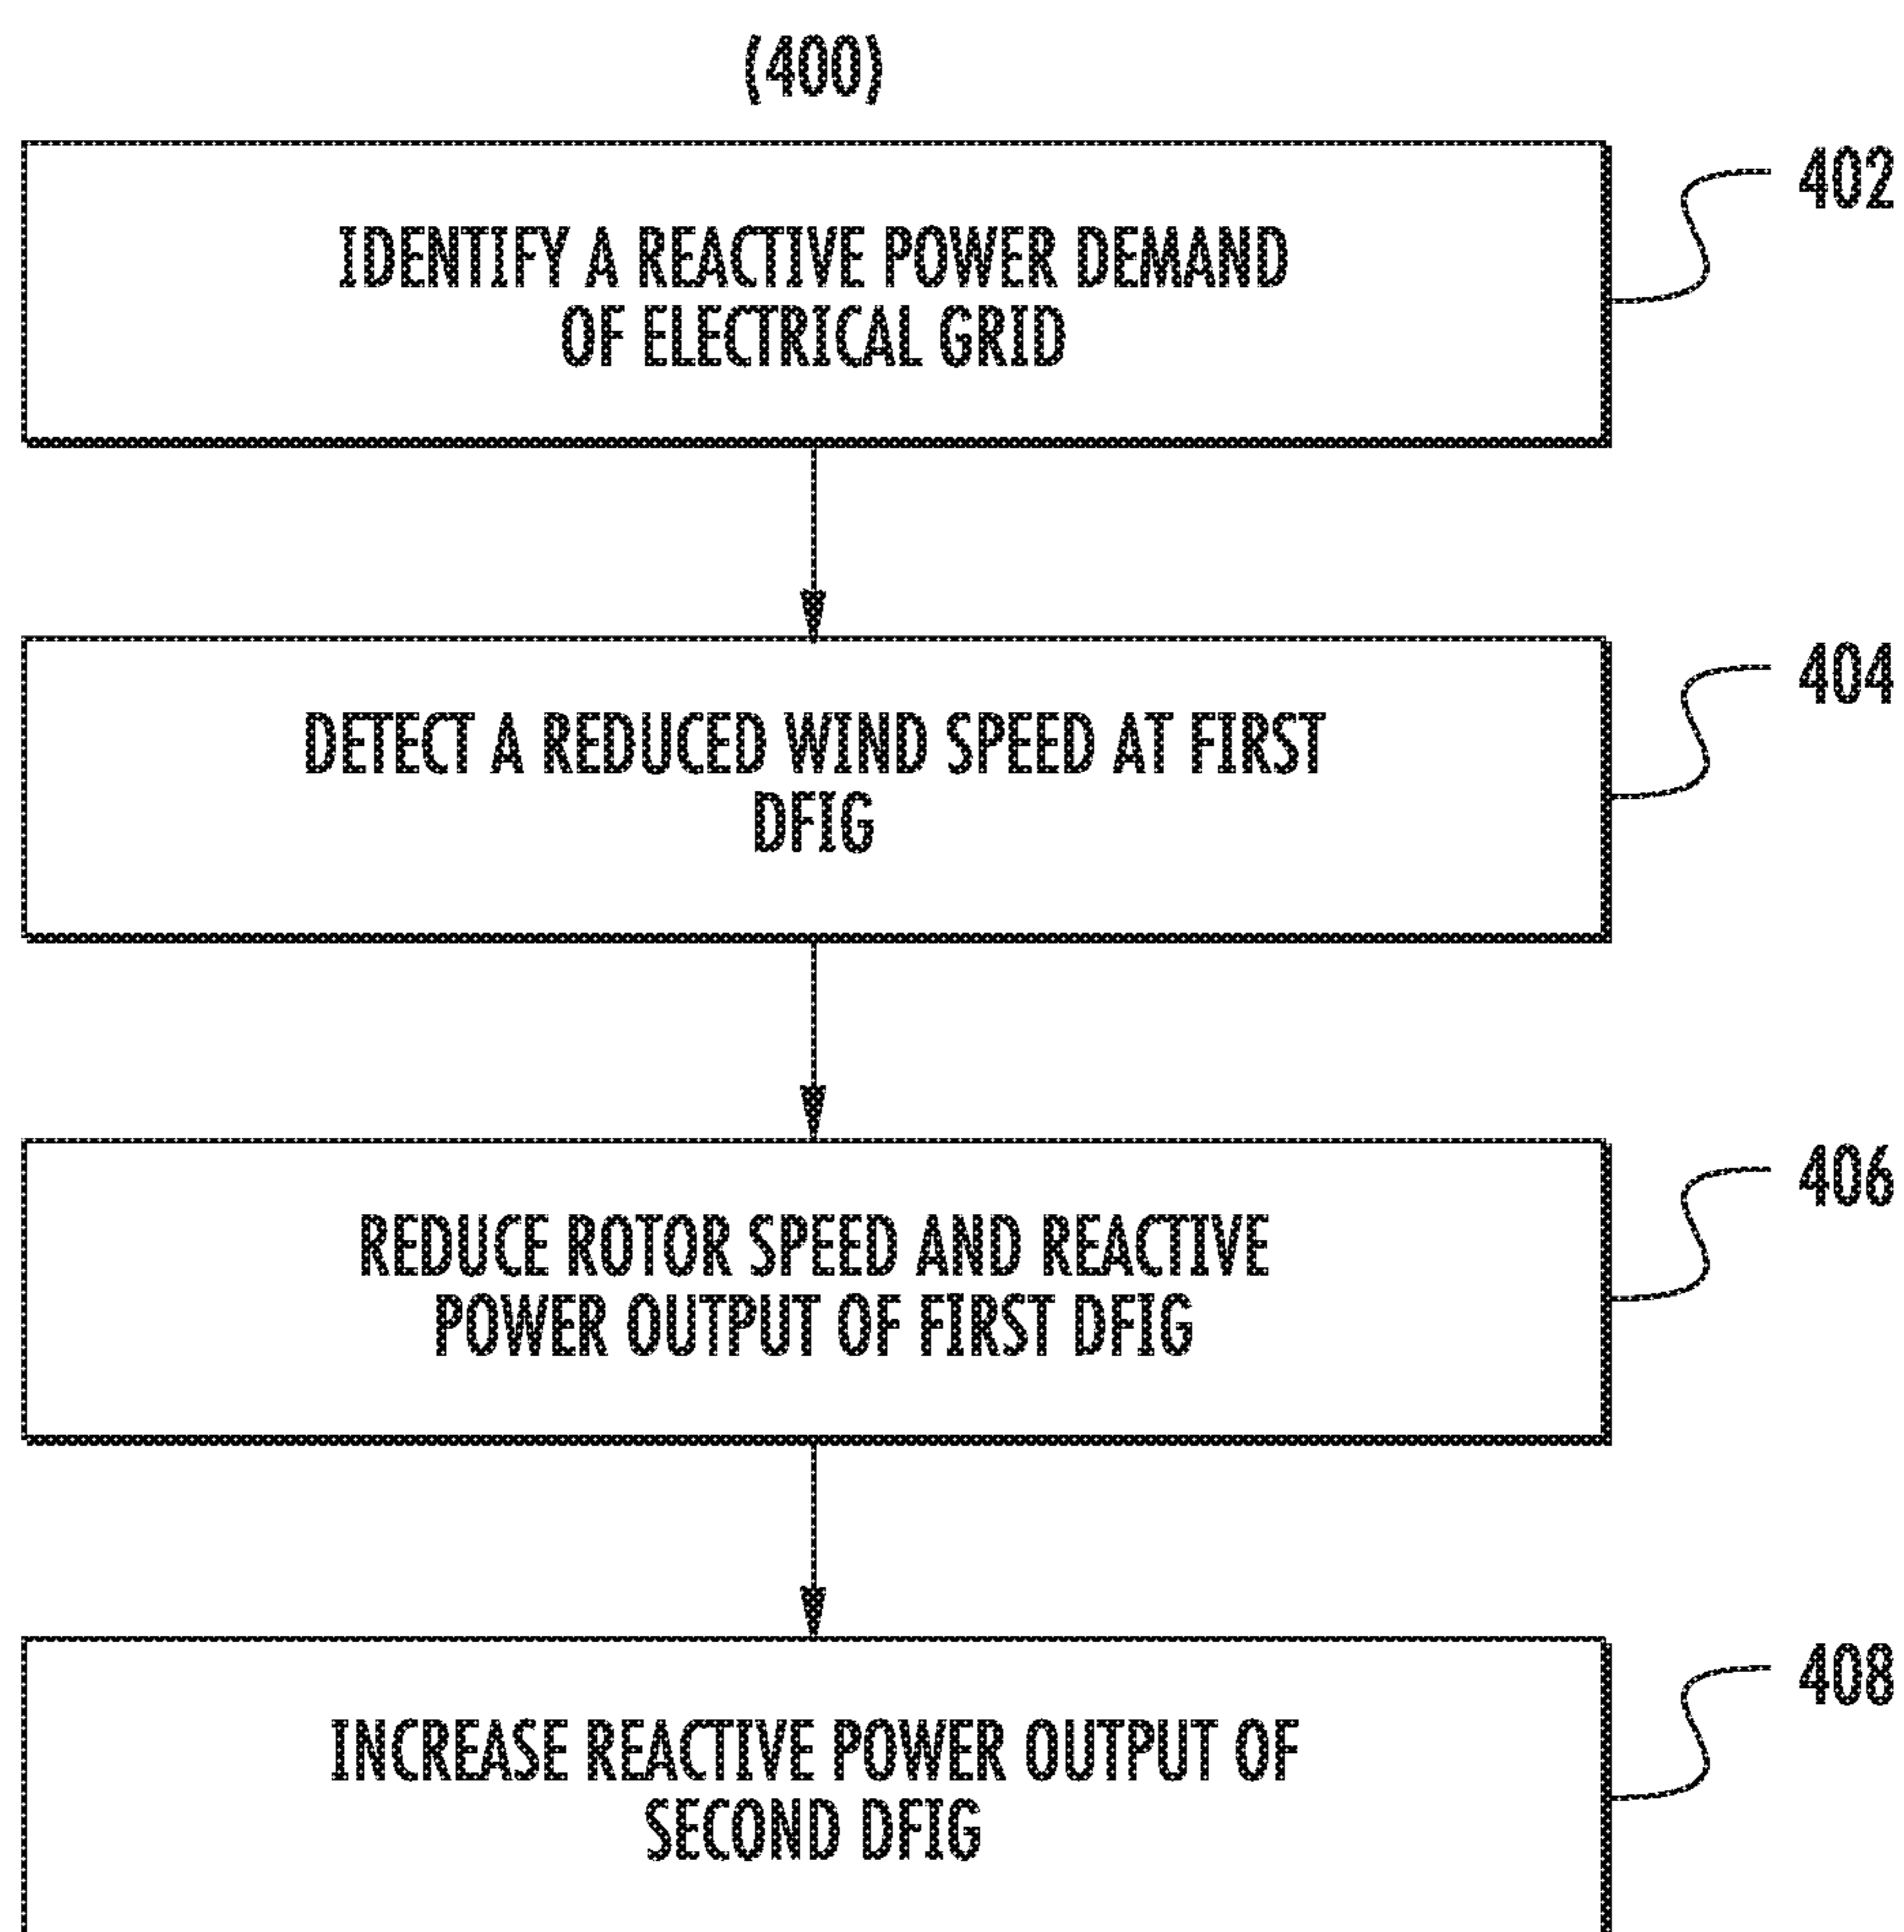 (400)
IDENTIFY A REACTIVE POWER DEMAND
OF ELECTRICAL GRID
402
DETECT A REDUCED WIND SPEED AT FIRST
DFIG
404
REDUCE ROTOR SPEED AND REACTIVE
POWER OUTPUT OF FIRST DFIG
406
INCREASE REACTIVE POWER OUTPUT OF
SECOND DFIG
408